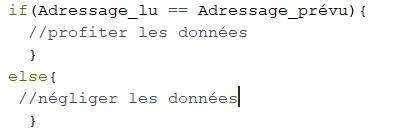 if(Adressage_lu == Adressage_prévu){
//profiter les données
}
else{
//négliger les données
}